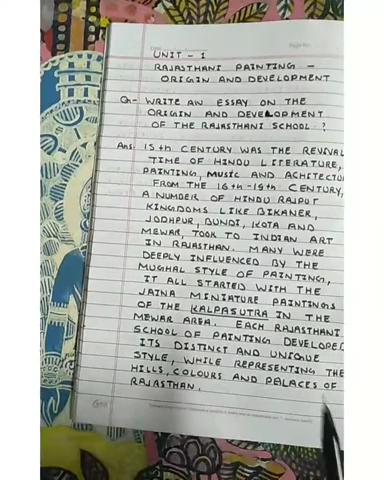 UNIT - 1
RAJASTHANI PAINTING -
ORIGIN AND DEVELOPMENT
Qn- WRITE AN ESSAY ON THE
ORIGIN AND DEVELOPMENT
OF THE RAJASTHANI SCHOOL ?
Ans: 15th CENTURY WAS THE REVIVAL
TIME OF HINDU LITERATURE,
PAINTING, MUSIC AND ACHITECTUR
FROM THE 16th-19th CENTURY,
A NUMBER OF HINDU RAJPUT
KINGDOMS LIKE BIKANER,
JODHPUR, BUNDI, KOTA AND
MEWAR TOOK TO INDIAN ART
IN RAJASTHAN. MANY WERE
DEEPLY INFLUENCED BY THE
MUGHAL STYLE OF PAINTING,
IT ALL STARTED WITH THE
JAINA MINIATURE PAINTINGS
OF THE KALPASUTRA IN THE
MEWAR AREA. EACH RAJASTHANI
SCHOOL OF PAINTING DEVELOPED
ITS DISTINCT AND UNIQUE
STYLE, WHILE REPRESENTING THE
HILLS, COLOURS AND PALACES OF
RAJASTHAN.